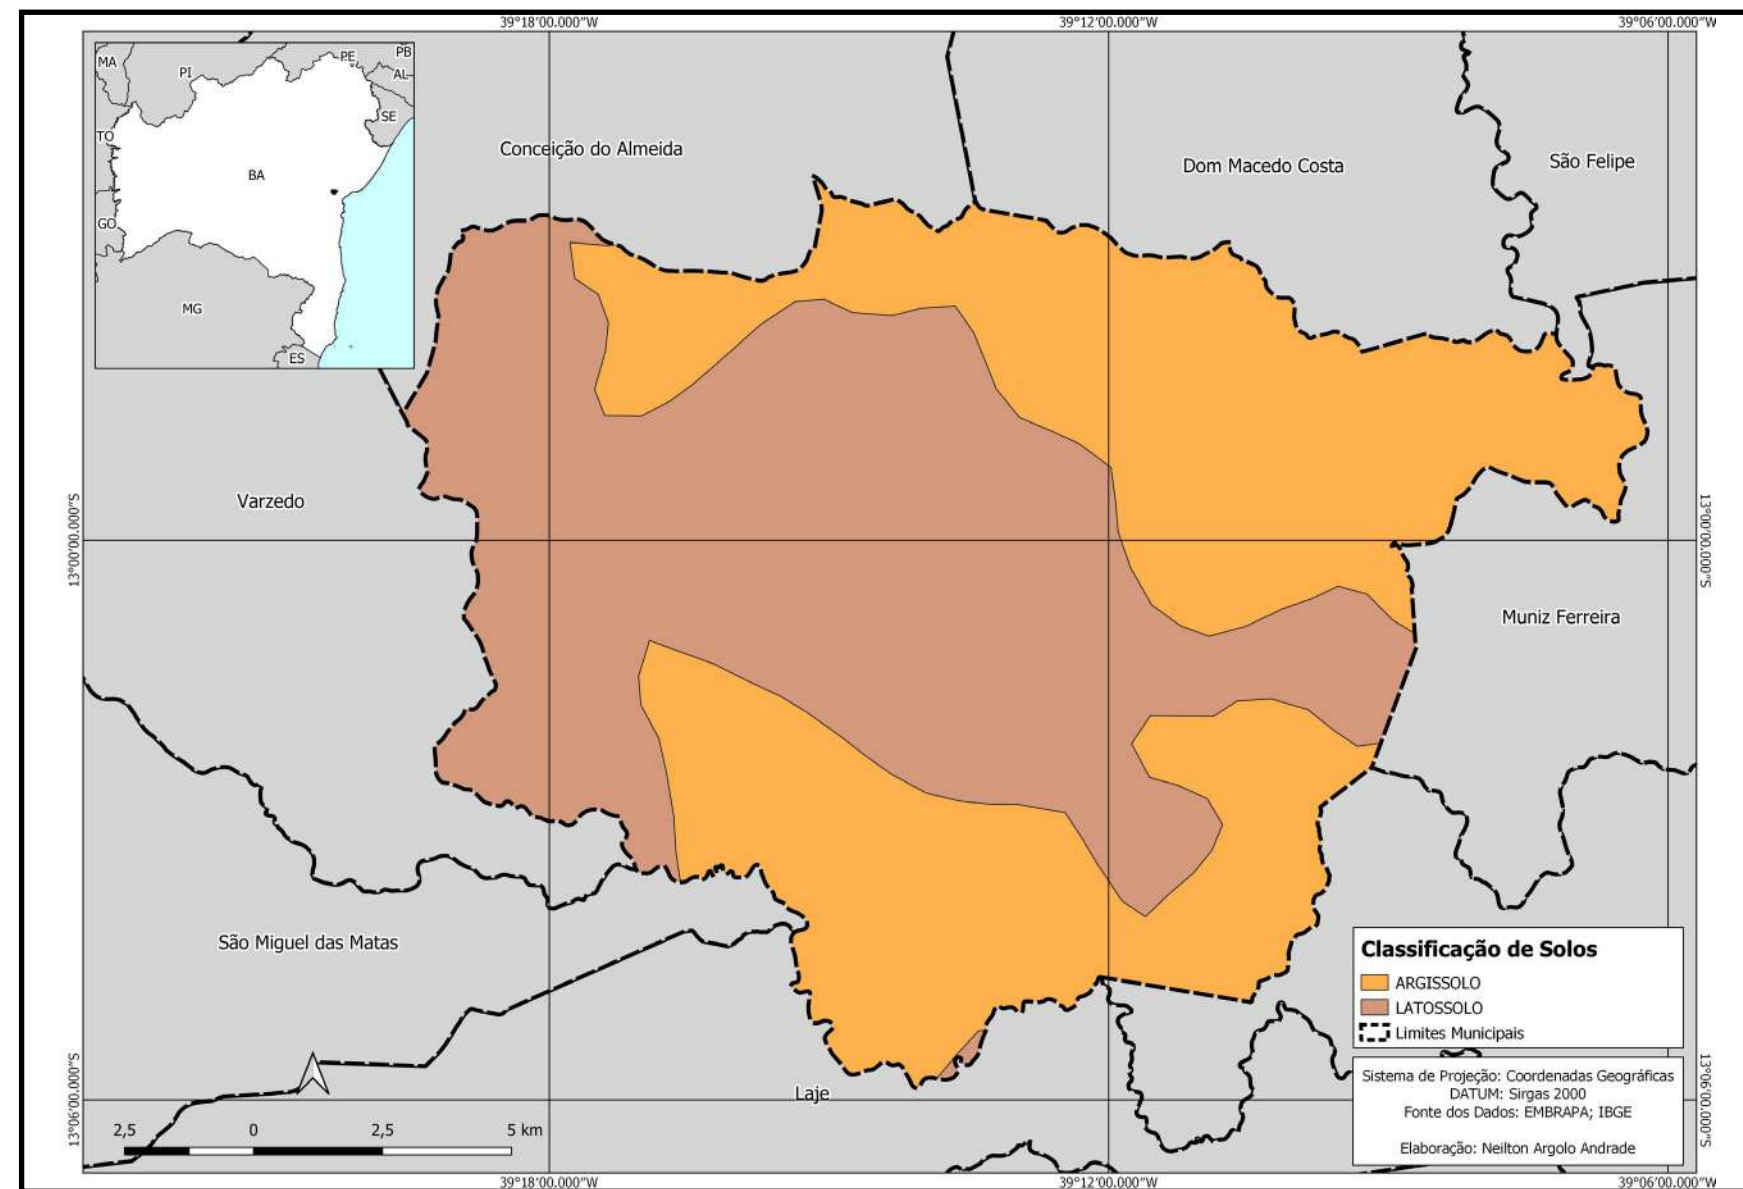 39°18'00.000"W
39°12'00.000"W
39°06'00.000"W
MA
PI
PE
PB
AL
SE
TO
BA
GO
MG
ES
Conceição do Almeida
Dom Macedo Costa
São Felipe
Varzedo
13°00'00.000"S
13°00'00.000"S
Muniz Ferreira
São Miguel das Matas
Laje
Classificação de Solos
ARGISSOLO
LATOSSOLO
Limites Municipais
Sistema de Projeção: Coordenadas Geográficas
DATUM: Sirgas 2000
Fonte dos Dados: EMBRAPA; IBGE
Elaboração: Neilton Argolo Andrade
13°06'00.000"S
13°06'00.000"S
2,5 0 2,5 5 km
39°18'00.000"W
39°12'00.000"W
39°06'00.000"W